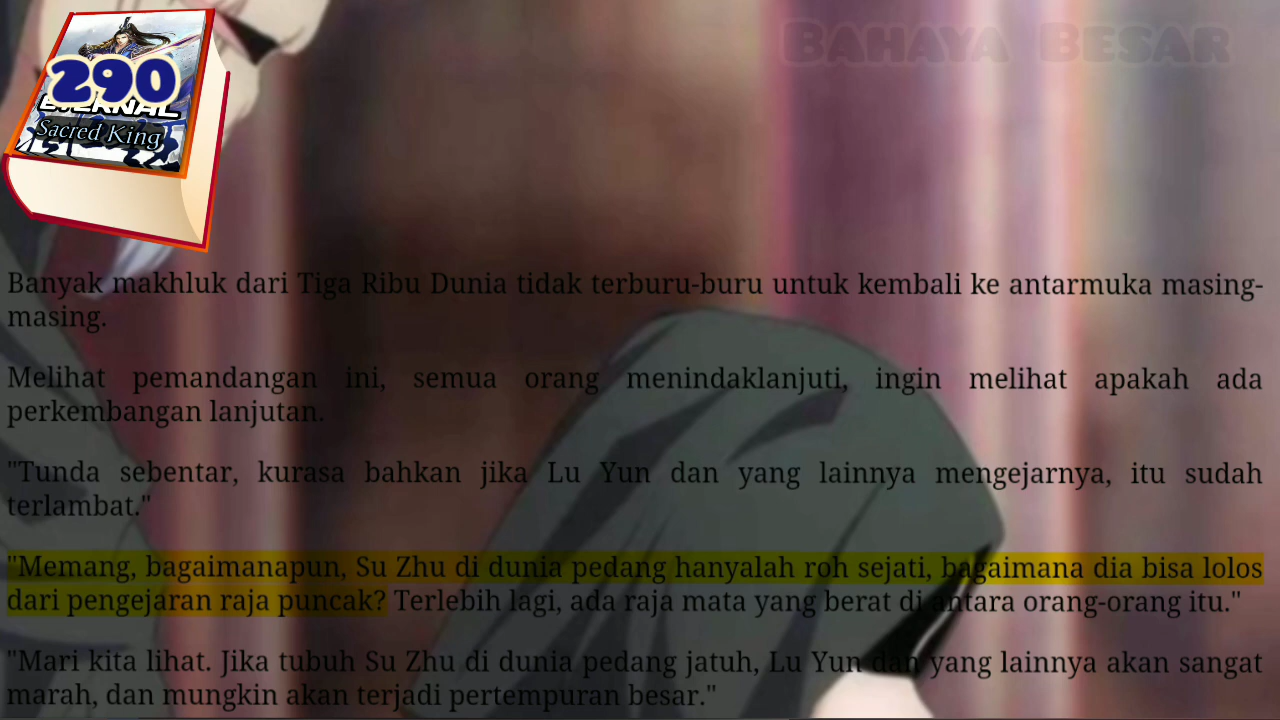 Bahaya Besar
290
ETERNAL
Sacred King
Banyak makhluk dari Tiga Ribu Dunia tidak terburu-buru untuk kembali ke antarmuka masing-
masing.
Melihat pemandangan ini, semua orang menindaklanjuti, ingin melihat apakah ada
perkembangan lanjutan.
"Tunda sebentar, kurasa bahkan jika Lu Yun dan yang lainnya mengejarnya, itu sudah
terlambat."
"Memang, bagaimanapun, Su Zhu di dunia pedang hanyalah roh sejati, bagaimana dia bisa lolos
dari pengejaran raja puncak? Terlebih lagi, ada raja mata yang berat di antara orang-orang itu."
"Mari kita lihat. Jika tubuh Su Zhu di dunia pedang jatuh, Lu Yun dan yang lainnya akan sangat
marah, dan mungkin akan terjadi pertempuran besar."